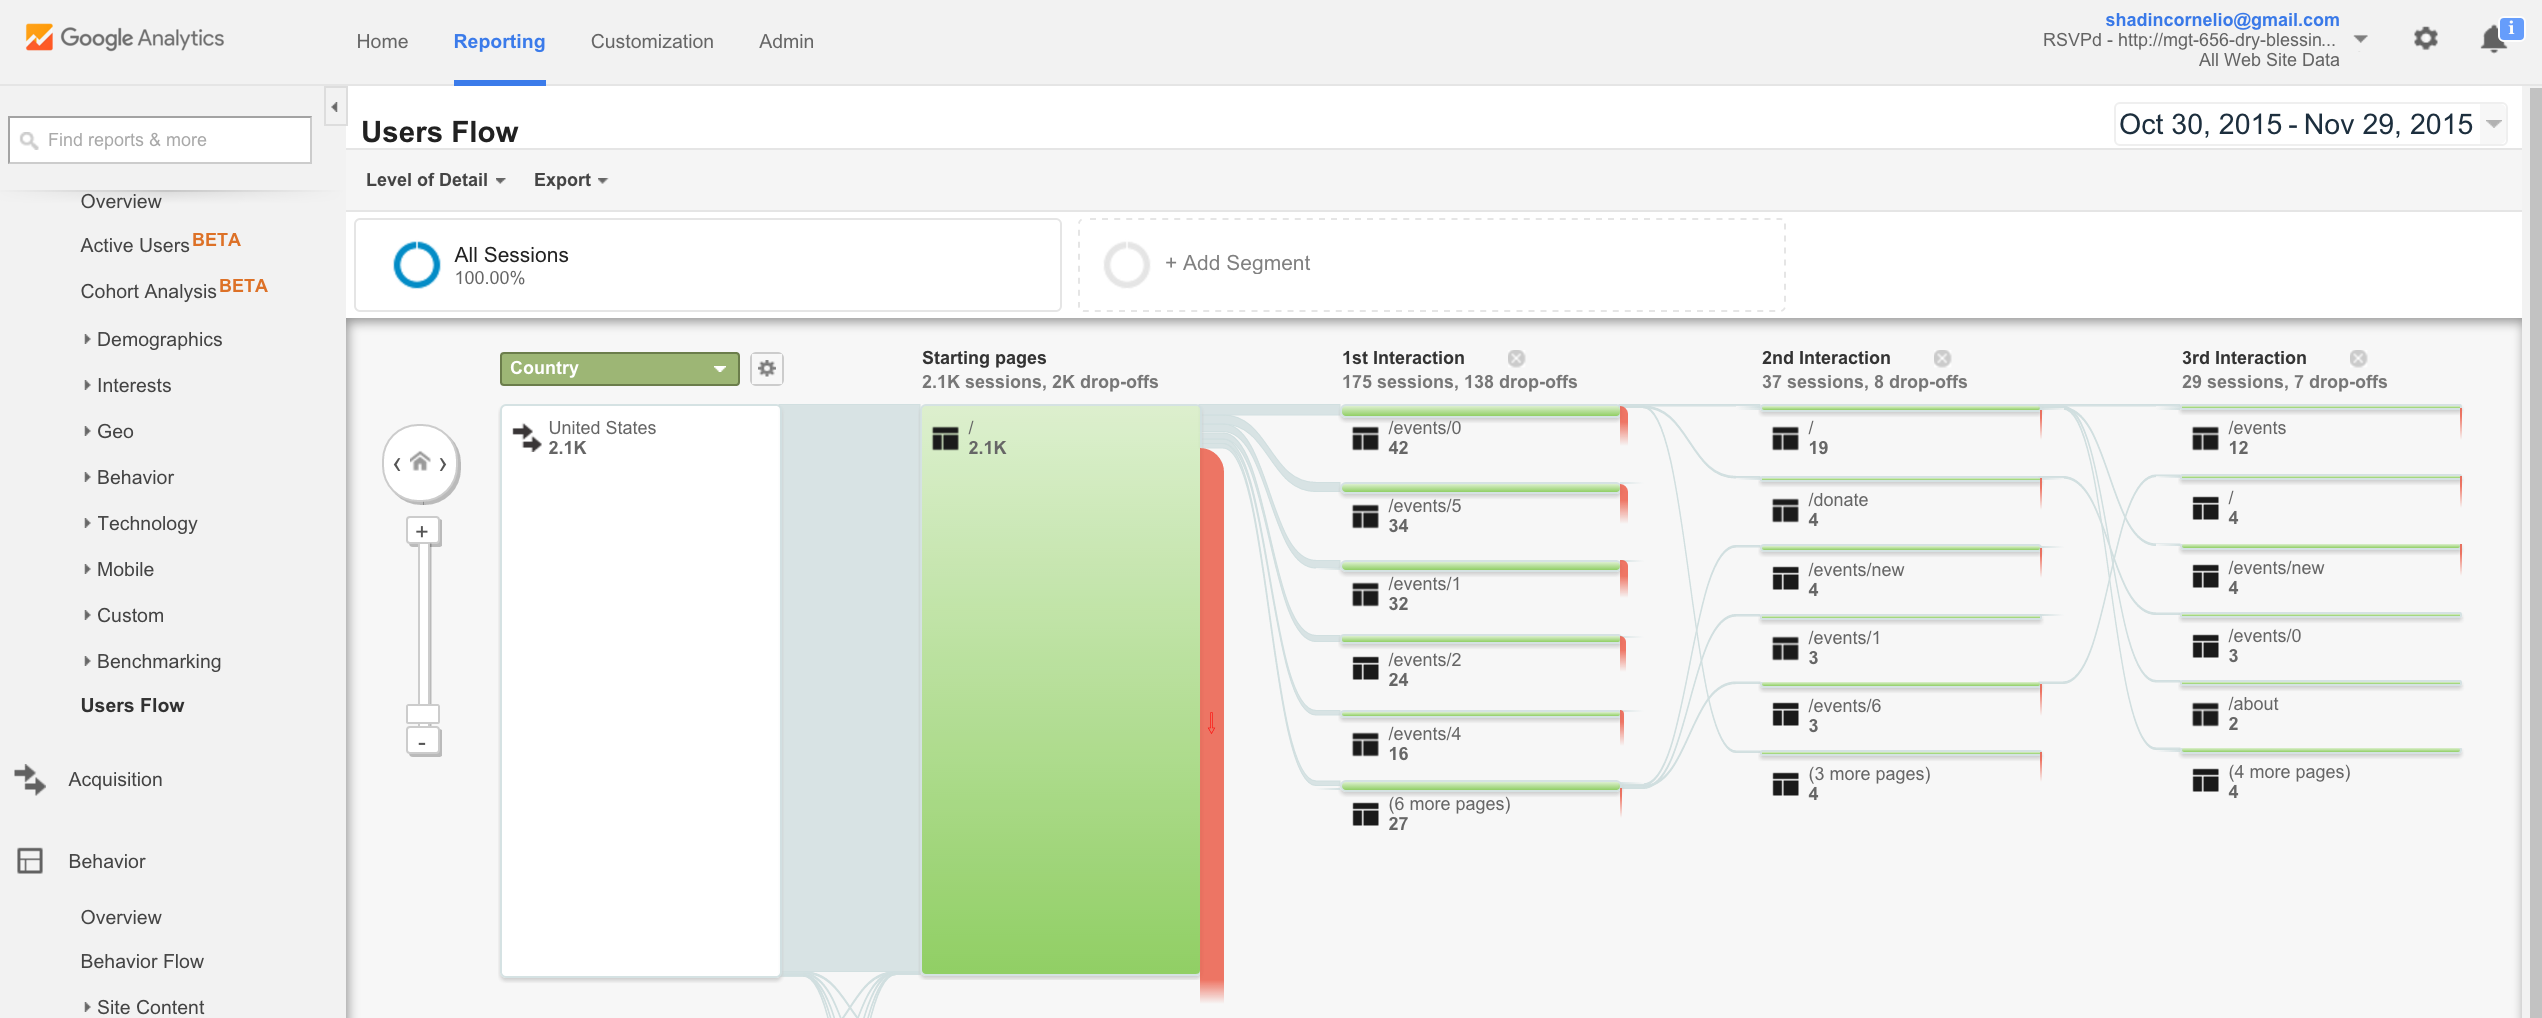 Google Analytics
Home
Reporting
Customization
Admin
shadincornelio@gmail.com
RSVPd - http://mgt-656-dry-blessin...
All Web Site Data
i
Find reports & more
Overview
Active Users BETA
Cohort Analysis BETA
Demographics
Interests
Geo
Behavior
Technology
Mobile
Custom
Benchmarking
Users Flow
Acquisition
Behavior
Overview
Behavior Flow
Site Content
Users Flow
Oct 30, 2015 - Nov 29, 2015
Level of Detail
Export
All Sessions
100.00%
+ Add Segment
Country
+
-
United States
2.1K
Starting pages
2.1K sessions, 2K drop-offs
/
2.1K
1st Interaction
175 sessions, 138 drop-offs
/events/0
42
/events/5
34
/events/1
32
/events/2
24
/events/4
16
(6 more pages)
27
2nd Interaction
37 sessions, 8 drop-offs
/
19
/donate
4
/events/new
4
/events/1
3
/events/6
3
(3 more pages)
4
3rd Interaction
29 sessions, 7 drop-offs
/events
12
/
4
/events/new
4
/events/0
3
/about
2
(4 more pages)
4